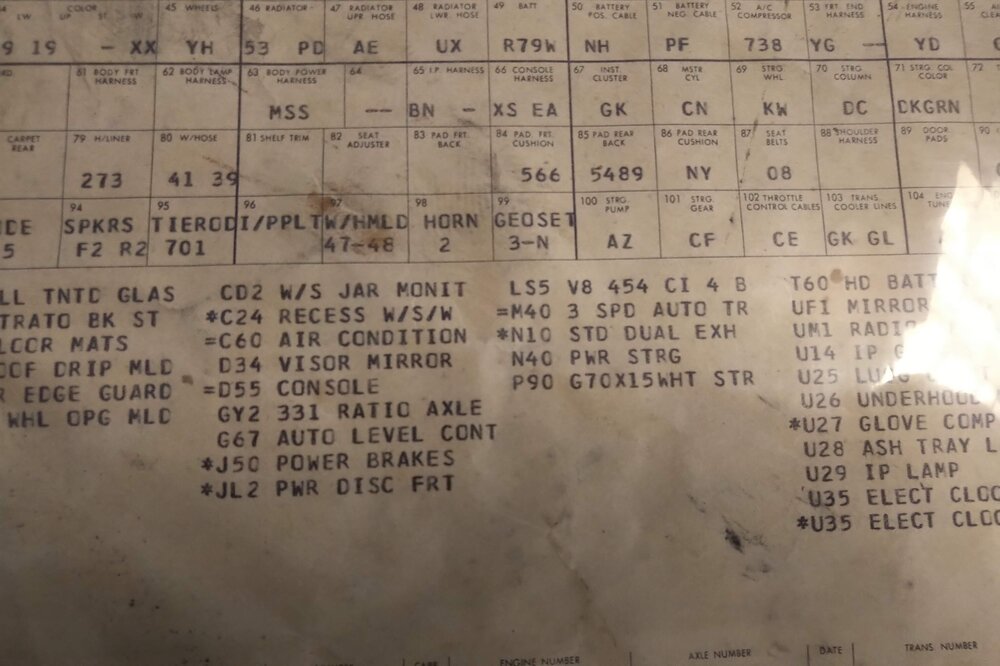 COLOR 45 WHEELS 46 RADIATOR 47 RADIATOR UPR. HOSE 48 RADIATOR LWR. HOSE 49 BATT 50 BATTERY POS. CABLE 51 BATTERY NEG. CABLE 52 A/C COMPRESSOR 53 FRT END HARNESS 54 ENGINE HARNESS 55
LW UP ST W
9 19 - XX YH 53 PD AE UX R79W NH PF 738 YG -- YD
61 BODY FRT HARNESS 62 BODY LAMP HARNESS 63 BODY POWER HARNESS 64 65 I.P. HARNESS 66 CONSOLE HARNESS 67 INST. CLUSTER 68 MSTR CYL 69 STRG WHL 70 STRG COLUMN 71 STRG. COL COLOR 72
MSS -- BN - XS EA GK CN KW DC DKGRN
CARPET REAR 79 H/LINER 80 W/HOSE 81 SHELF TRIM 82 SEAT ADJUSTER 83 PAD FRT. BACK 84 PAD. FRT. CUSHION 85 PAD REAR BACK 86 PAD REAR CUSHION 87 SEAT BELTS 88 SHOULDER HARNESS 89 DOOR PADS 90
273 41 39 566 5489 NY 08
94 95 96 97 98 99 100 STRG. PUMP 101 STRG. GEAR 102 THROTTLE CONTROL CABLES 103 TRANS. COOLER LINES 104
SPKRS TIEROD I/PPLT W/HMLD HORN GEOSET
5 F2 R2 701 47-48 2 3-N AZ CF CE GK GL
LL TNTD GLAS CD2 W/S JAR MONIT LS5 V8 454 CI 4 B T60 HD BATT
TRATO BK ST *C24 RECESS W/S/W =M40 3 SPD AUTO TR UF1 MIRROR
LOOR MATS =C60 AIR CONDITION *N10 STD DUAL EXH UM1 RADIO
OOF DRIP MLD D34 VISOR MIRROR N40 PWR STRG U14 IP G
R EDGE GUARD =D55 CONSOLE P90 G70X15WHT STR U25
WHL OPG MLD GY2 331 RATIO AXLE U26 UNDERHOOD
G67 AUTO LEVEL CONT *U27 GLOVE COMP
*J50 POWER BRAKES U28 ASH TRAY L
*JL2 PWR DISC FRT U29 IP LAMP
U35 ELECT CLOC
*U35 ELECT CLOC
ENGINE NUMBER AXLE NUMBER DATE TRANS. NUMBER